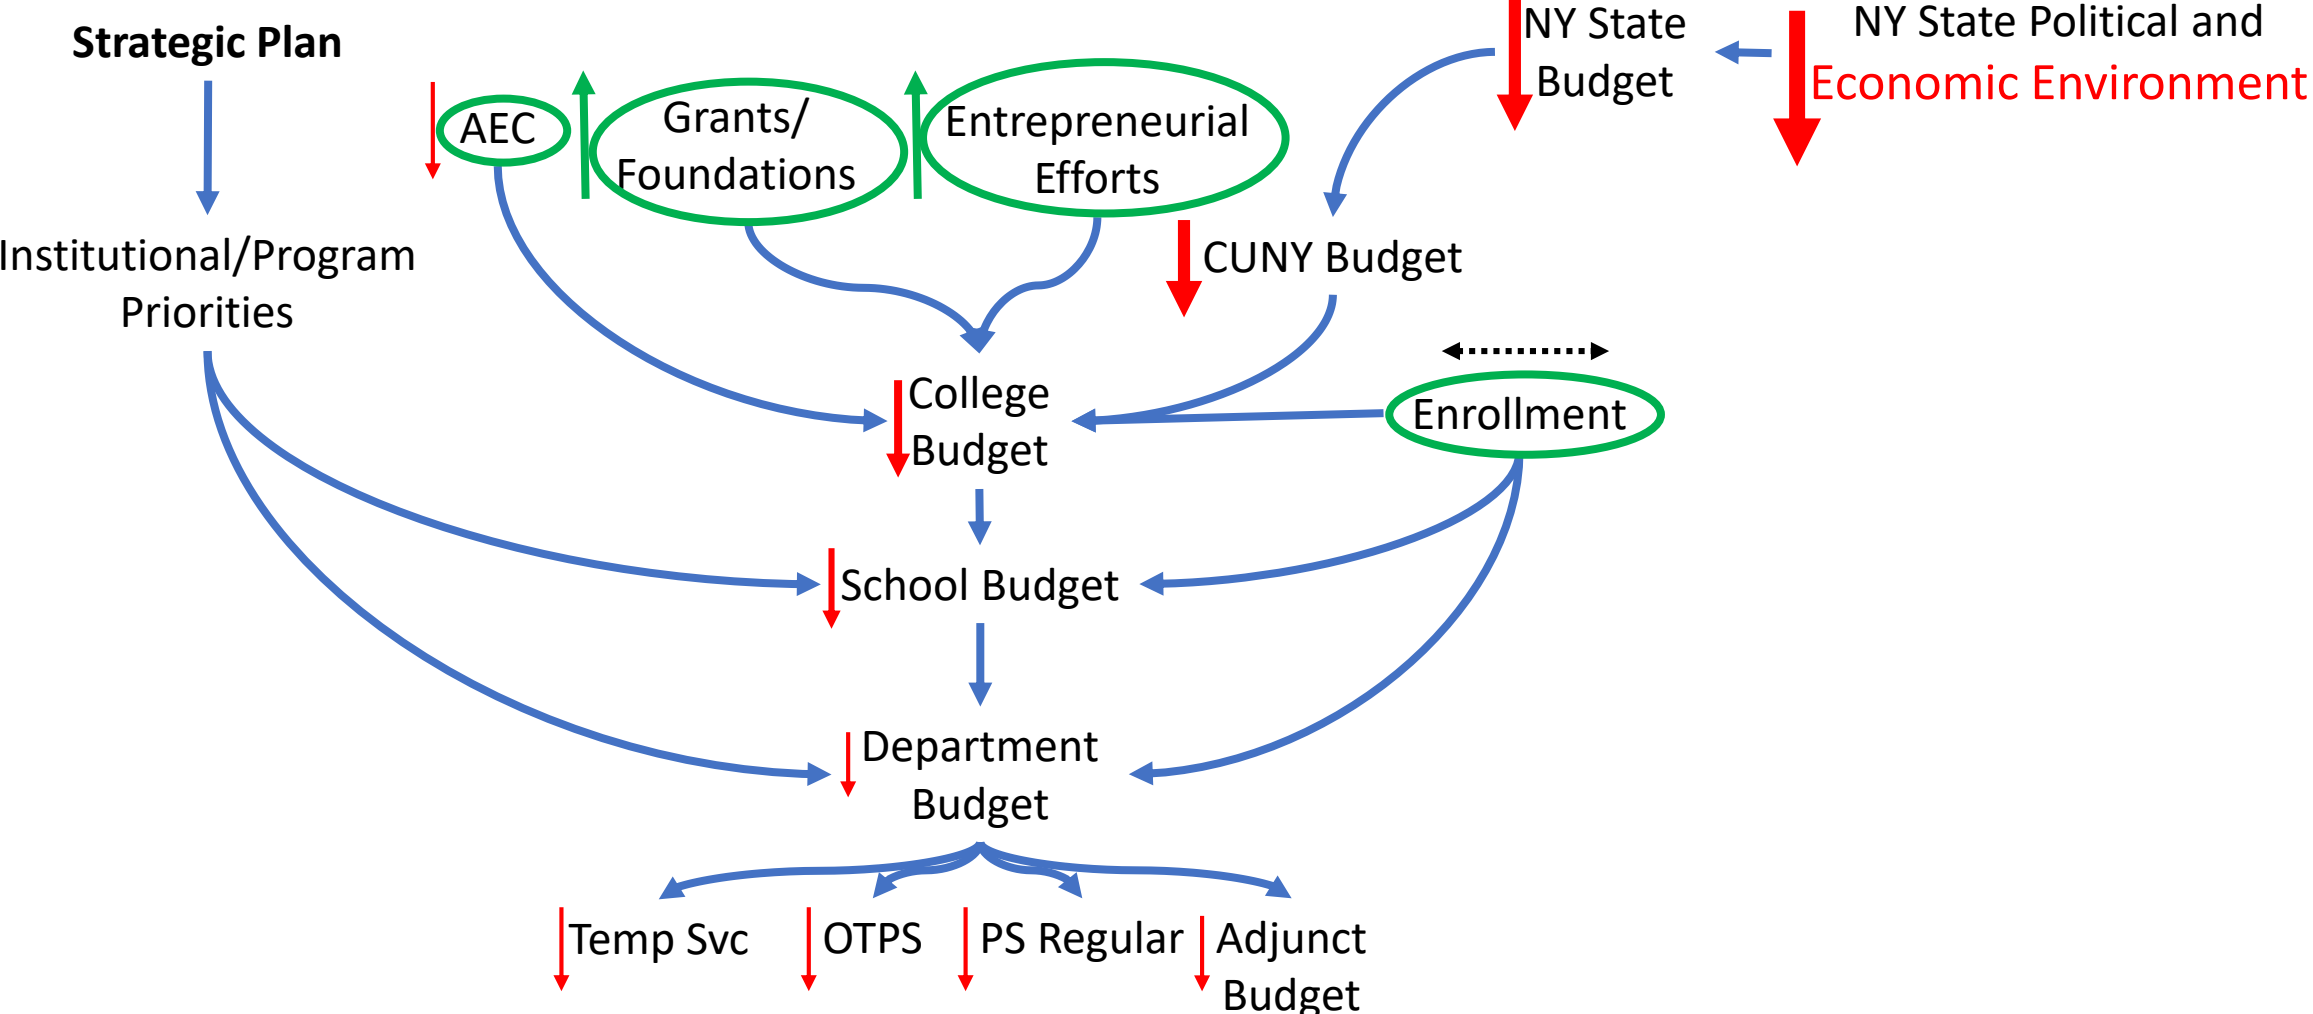 Strategic Plan
AEC
Grants/
Foundations
Entrepreneurial
Efforts
NY State
Budget
NY State Political and
Economic Environment
Institutional/Program
Priorities
CUNY Budget
College
Budget
Enrollment
School Budget
Department
Budget
Temp Svc
OTPS
PS Regular
Adjunct
Budget